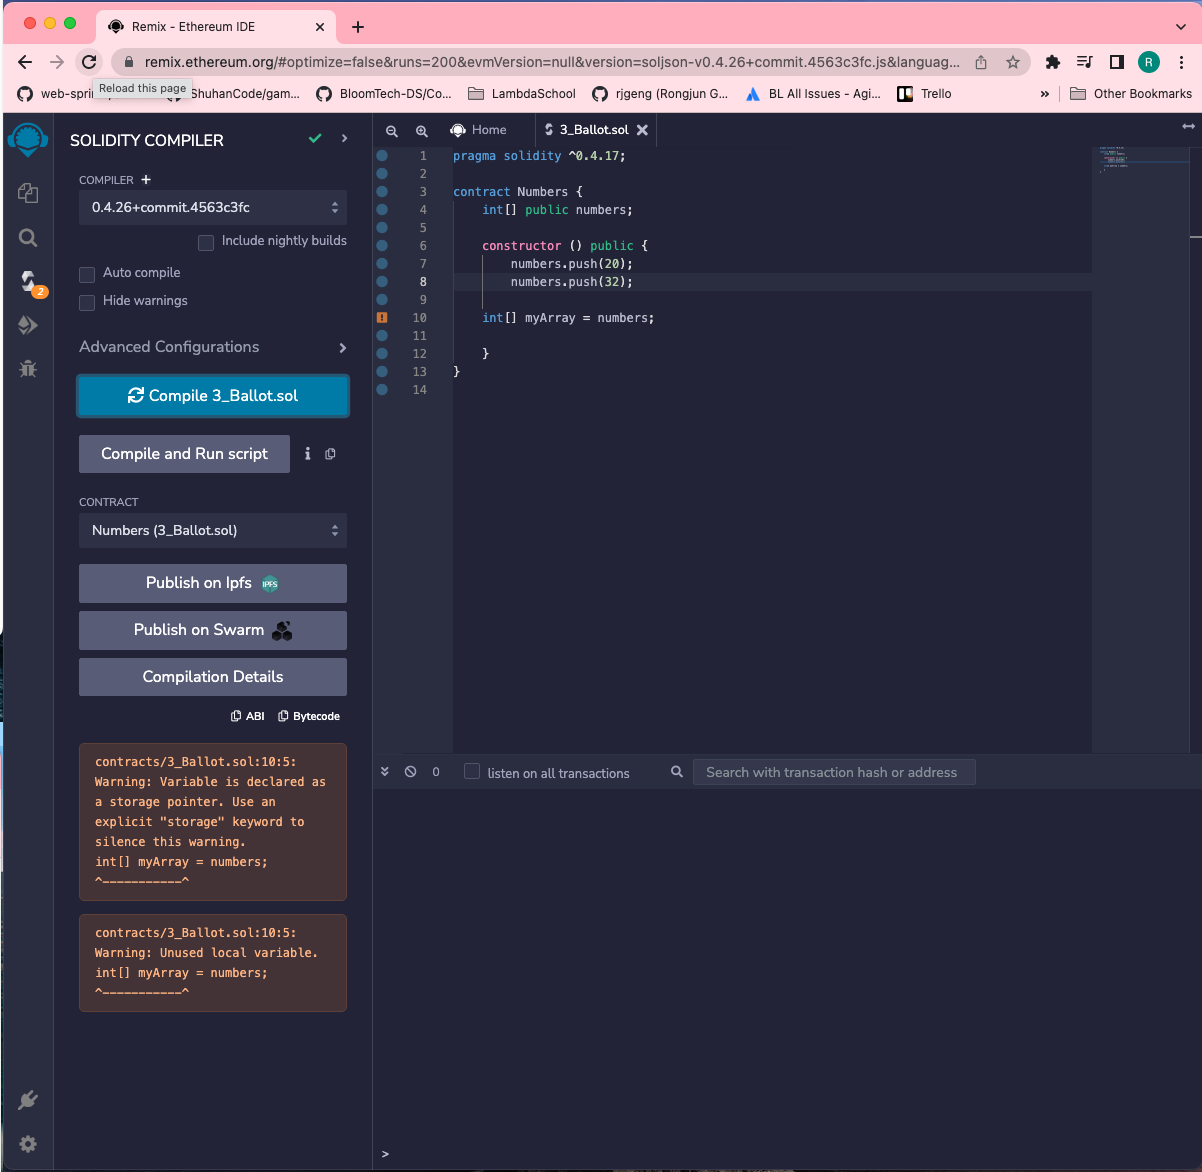 Remix - Ethereum IDE
remix.ethereum.org/#optimize=false&runs=200&evmVersion=null&version=soljson-v0.4.26+commit.4563c3fc.js&languag...
R
Reload this page
web-sprin
ShuhanCode/gam...
BloomTech-DS/Co...
LambdaSchool
rjgeng (Rongjun G...
BL All Issues - Agi...
Trello
»
Other Bookmarks
SOLIDITY COMPILER
COMPILER +
0.4.26+commit.4563c3fc
Include nightly builds
Auto compile
Hide warnings
2
Advanced Configurations
Compile 3_Ballot.sol
Compile and Run script
i
CONTRACT
Numbers (3_Ballot.sol)
Publish on Ipfs IPFS
Publish on Swarm
Compilation Details
ABI Bytecode
contracts/3_Ballot.sol:10:5:
Warning: Variable is declared as
a storage pointer. Use an
explicit "storage" keyword to
silence this warning.
int[] myArray = numbers;
^-----------^
contracts/3_Ballot.sol:10:5:
Warning: Unused local variable.
int[] myArray = numbers;
^-----------^
Home
3_Ballot.sol
1 pragma solidity ^0.4.17;
2
3 contract Numbers {
4 int[] public numbers;
5
6 constructor () public {
7 numbers.push(20);
8 numbers.push(32);
9
10 int[] myArray = numbers;
11
12 }
13 }
14
0 listen on all transactions
Search with transaction hash or address
>